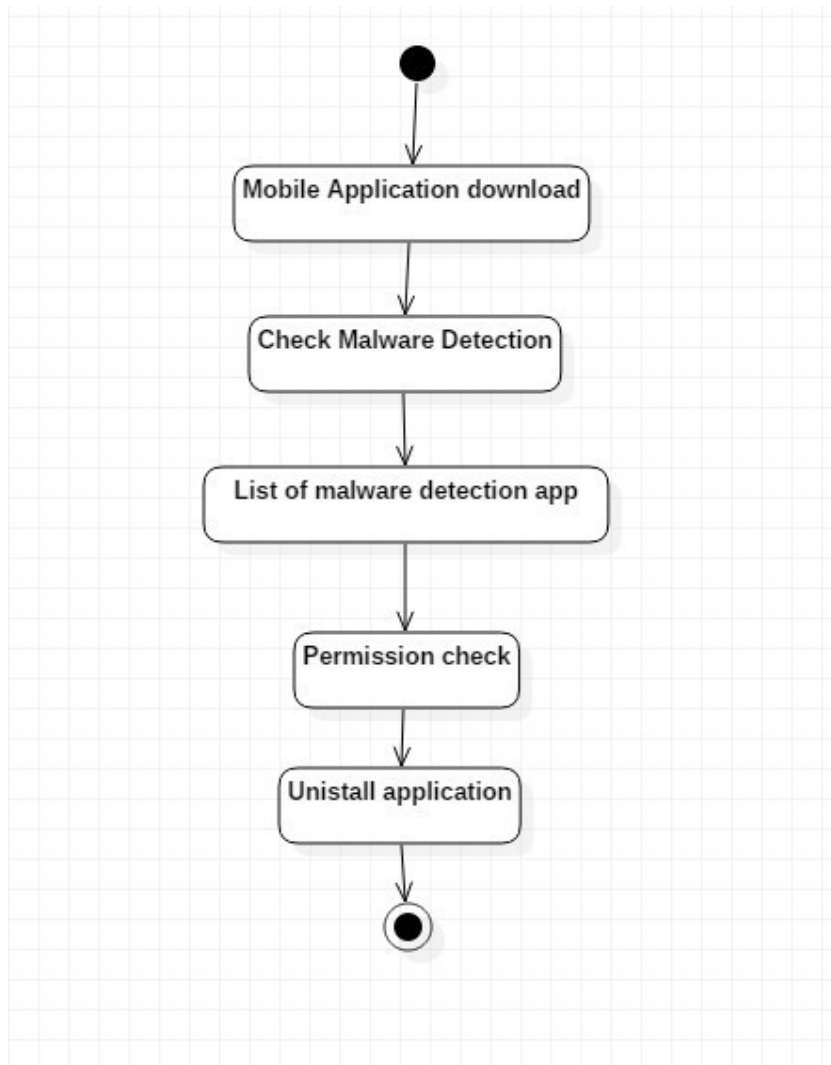 Mobile Application download
Check Malware Detection
List of malware detection app
Permission check
Unistall application